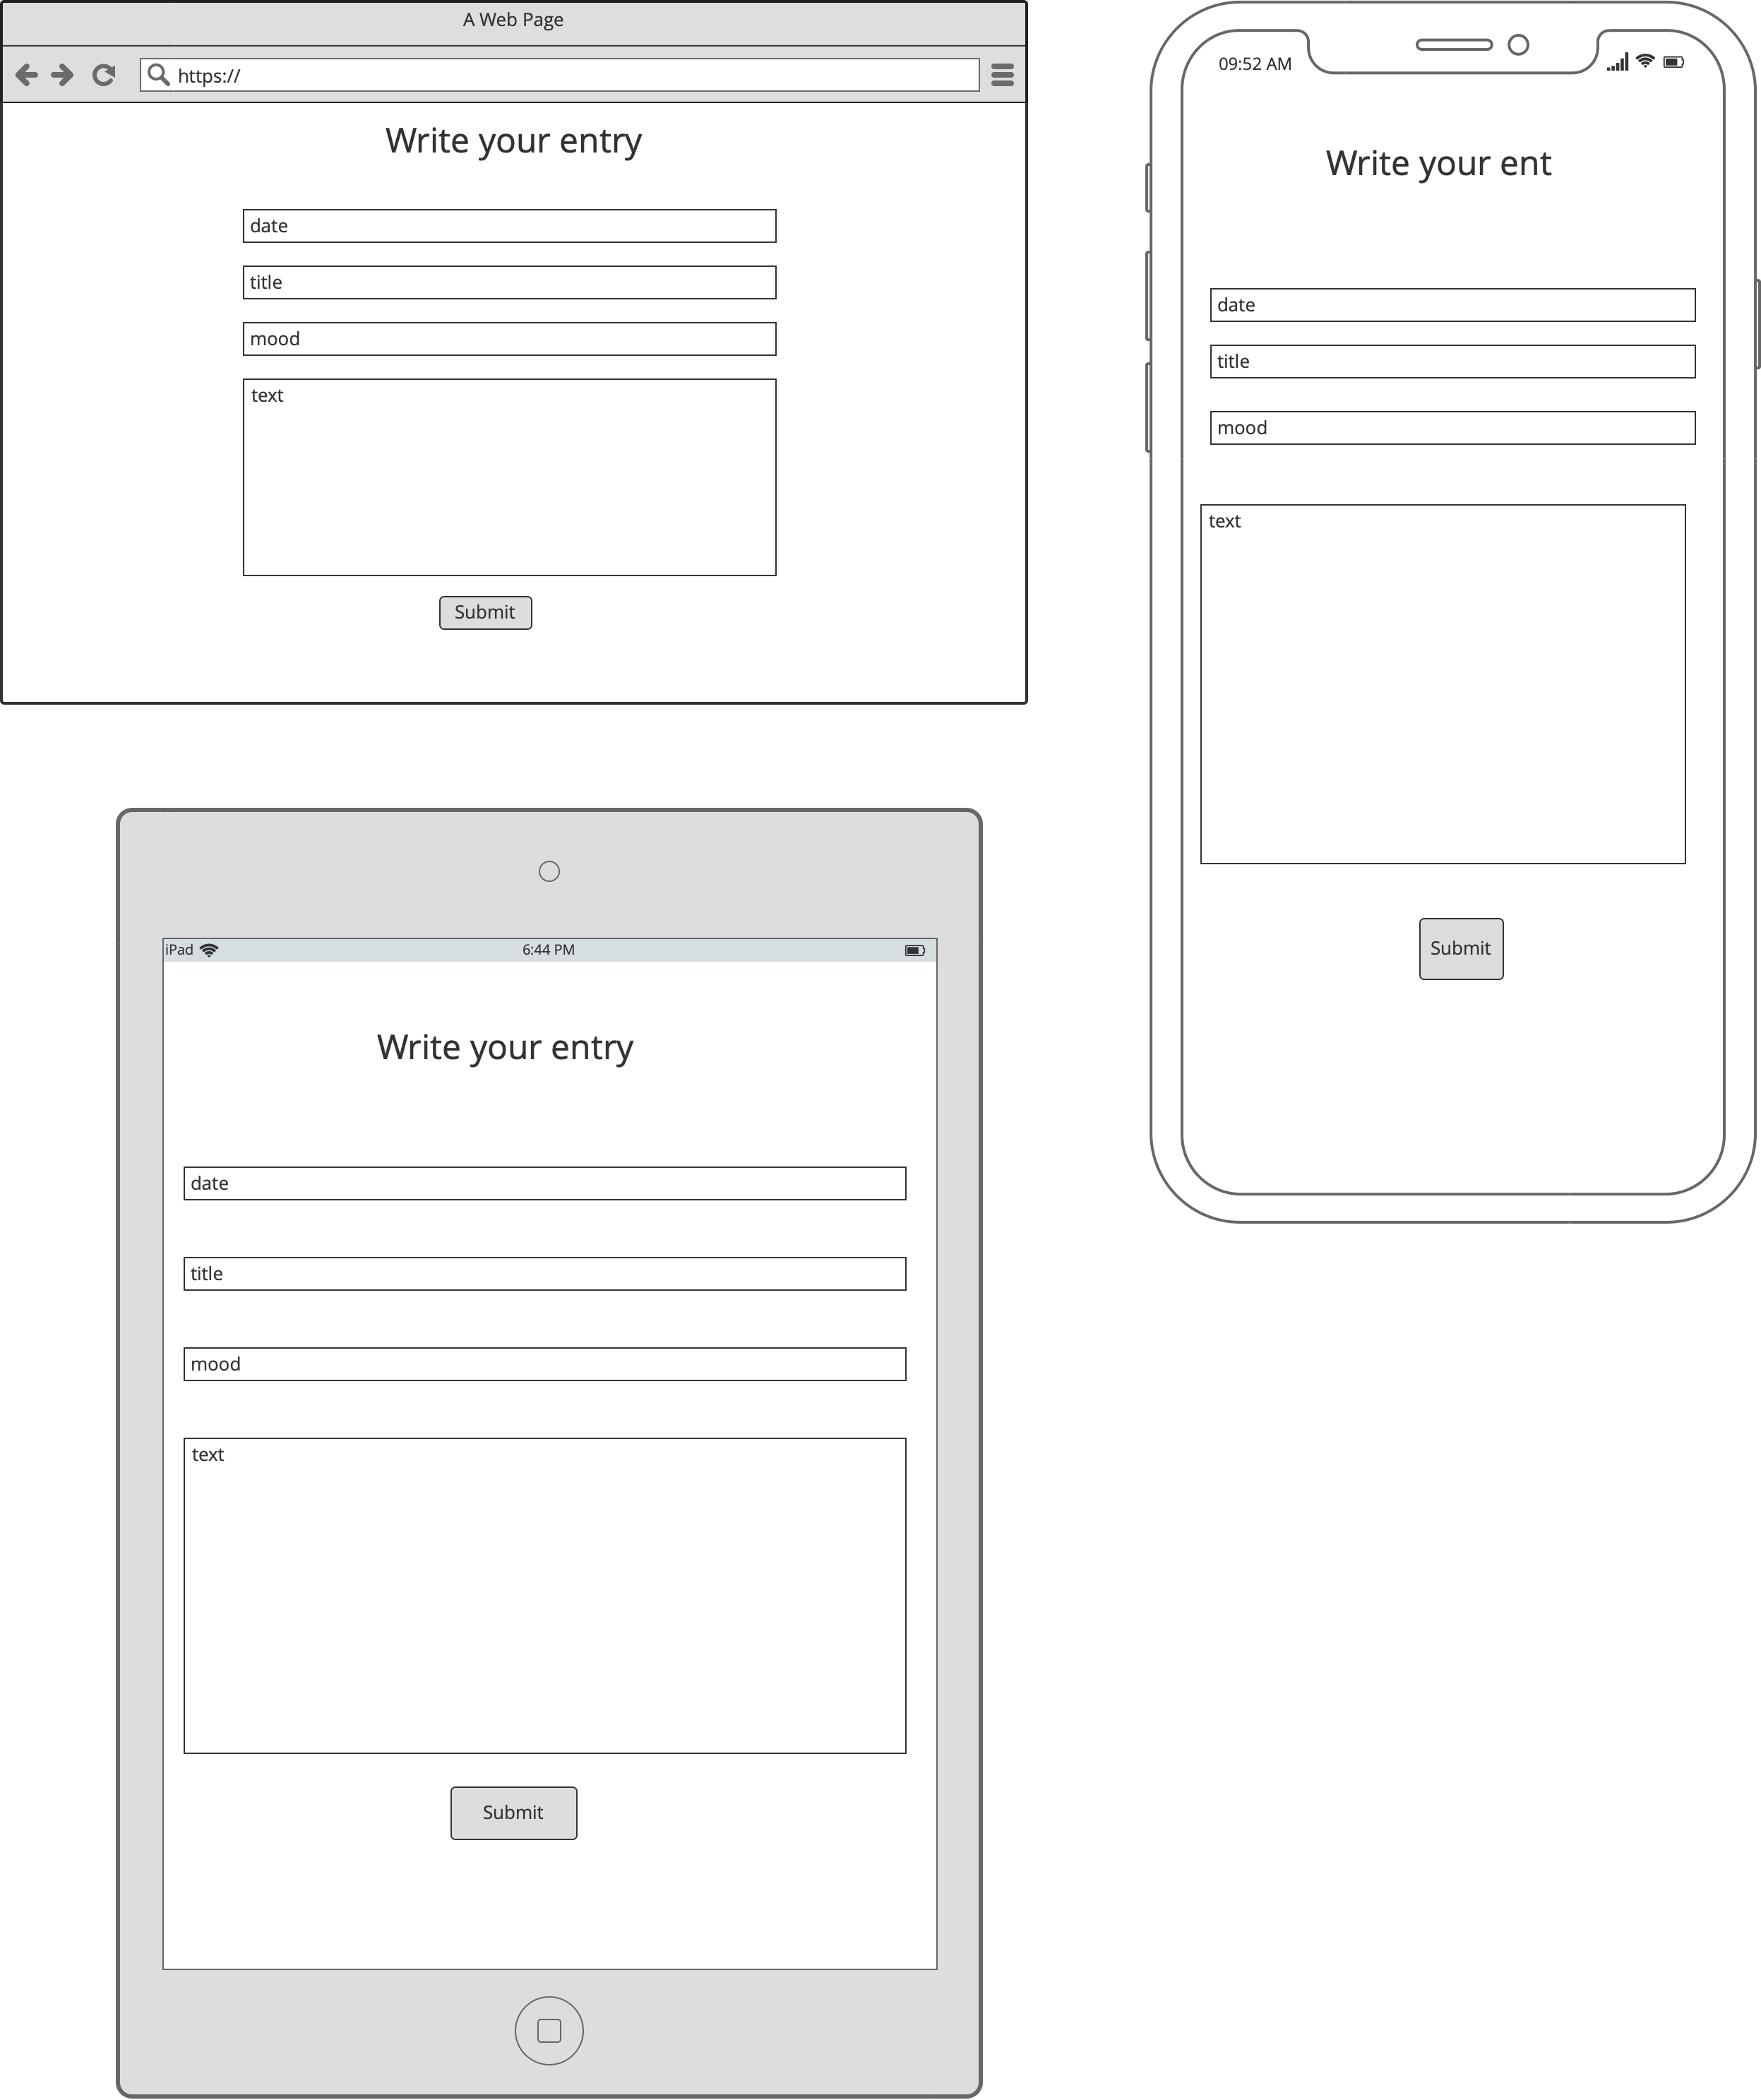 A Web Page
https://
Write your entry
date
title
mood
text
Submit
09:52 AM
Write your ent
date
title
mood
text
Submit
iPad
6:44 PM
Write your entry
date
title
mood
text
Submit